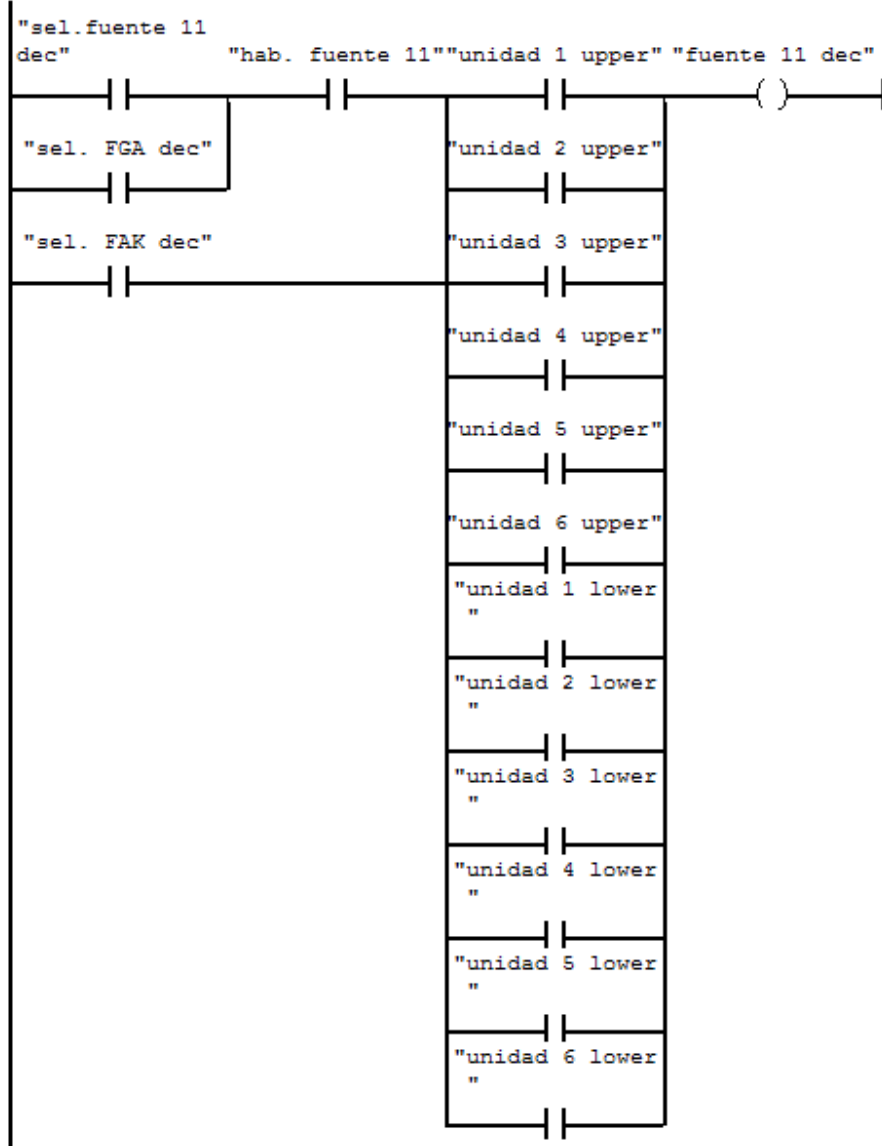 "sel.fuente 11
dec"
"hab. fuente 11"
"unidad 1 upper"
"fuente 11 dec"
"sel. FGA dec"
"unidad 2 upper"
"sel. FAK dec"
"unidad 3 upper"
"unidad 4 upper"
"unidad 5 upper"
"unidad 6 upper"
"unidad 1 lower
"
"unidad 2 lower
"
"unidad 3 lower
"
"unidad 4 lower
"
"unidad 5 lower
"
"unidad 6 lower
"